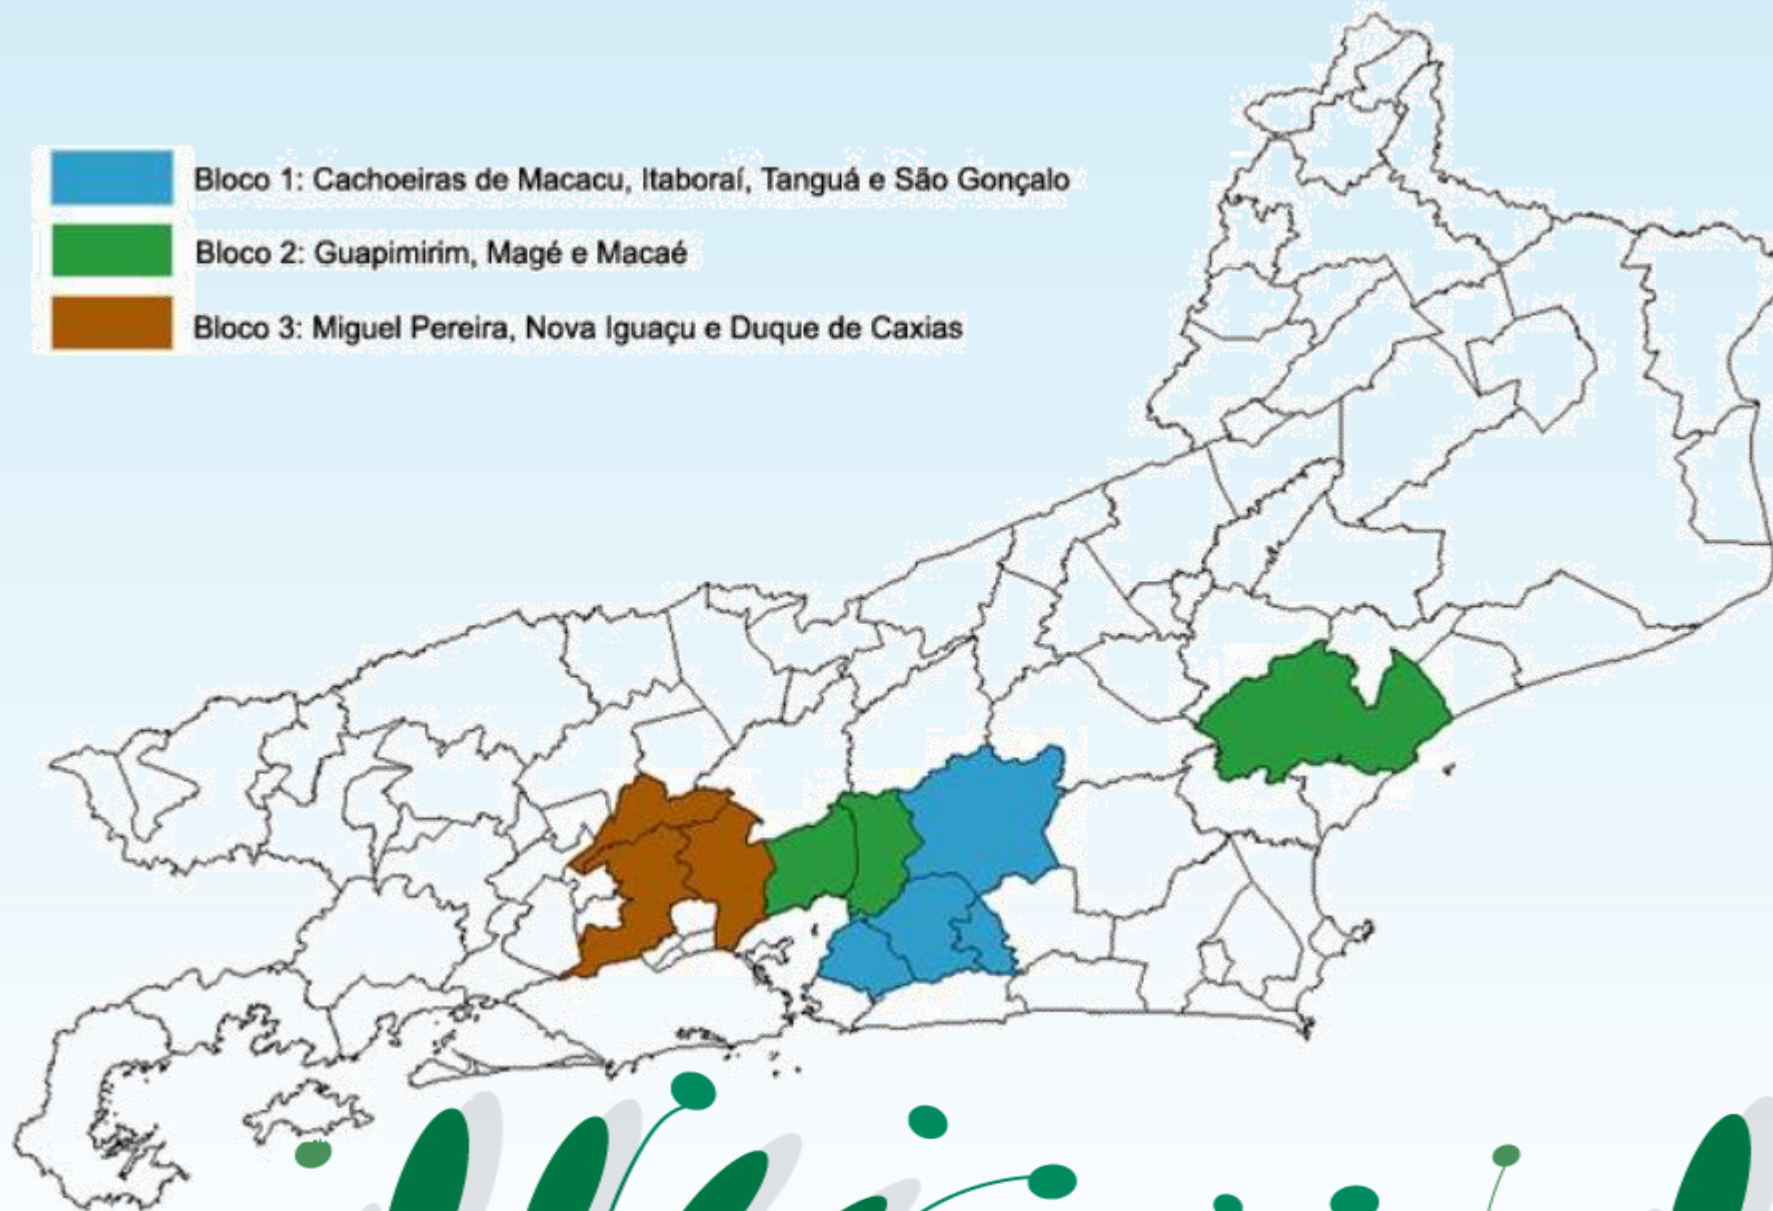 Bloco 1: Cachoeiras de Macacu, Itaboraí, Tanguá e São Gonçalo
Bloco 2: Guapimirim, Magé e Macaé
Bloco 3: Miguel Pereira, Nova Iguaçu e Duque de Caxias